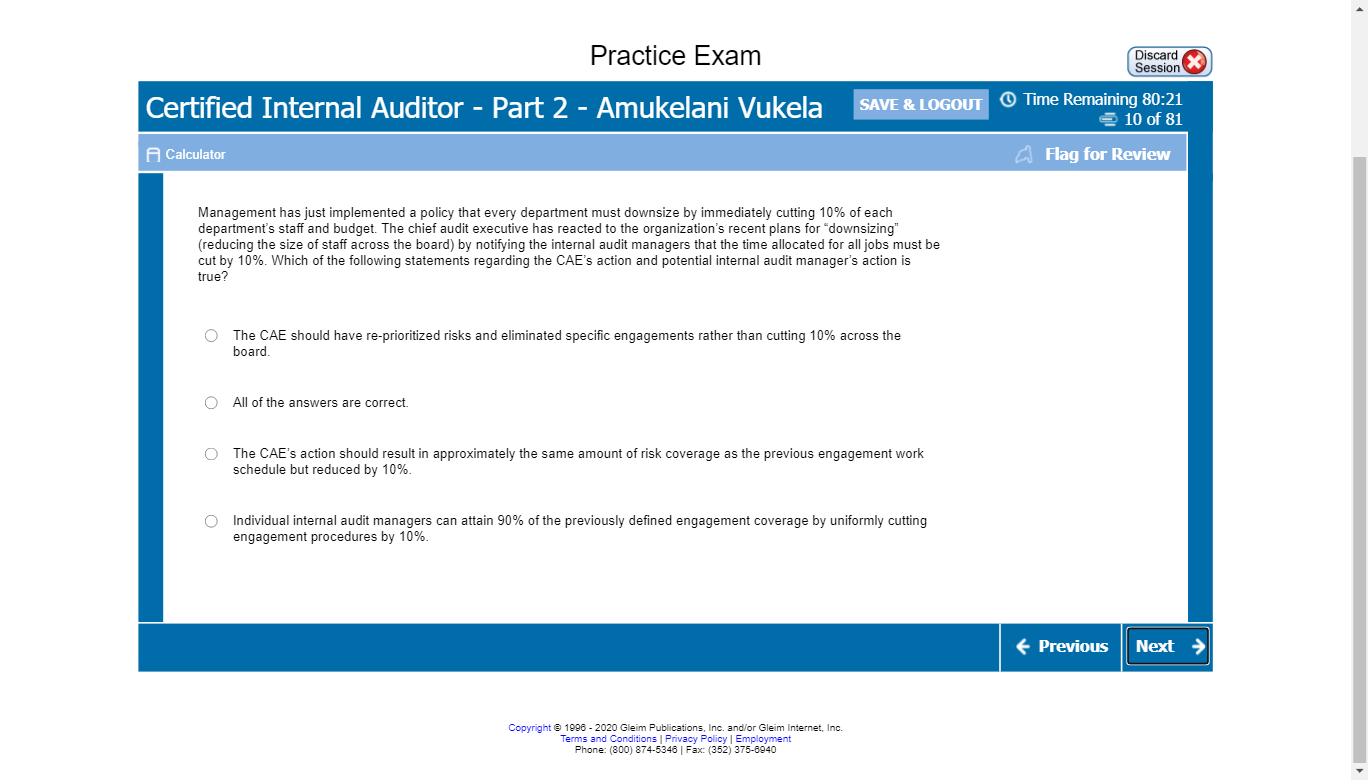 Practice Exam
Discard
Session
Certified Internal Auditor - Part 2 - Amukelani Vukela
SAVE & LOGOUT
Time Remaining 80:21
10 of 81
Calculator
Flag for Review
Management has just implemented a policy that every department must downsize by immediately cutting 10% of each
department's staff and budget. The chief audit executive has reacted to the organization's recent plans for “downsizing”
(reducing the size of staff across the board) by notifying the internal audit managers that the time allocated for all jobs must be
cut by 10%. Which of the following statements regarding the CAE's action and potential internal audit manager's action is
true?
The CAE should have re-prioritized risks and eliminated specific engagements rather than cutting 10% across the
board.
All of the answers are correct.
The CAE's action should result in approximately the same amount of risk coverage as the previous engagement work
schedule but reduced by 10%.
Individual internal audit managers can attain 90% of the previously defined engagement coverage by uniformly cutting
engagement procedures by 10%.
Previous
Next
Copyright © 1996 - 2020 Gleim Publications, Inc. and/or Gleim Internet, Inc.
Terms and Conditions | Privacy Policy | Employment
Phone: (800) 874-5346 | Fax: (352) 375-6940